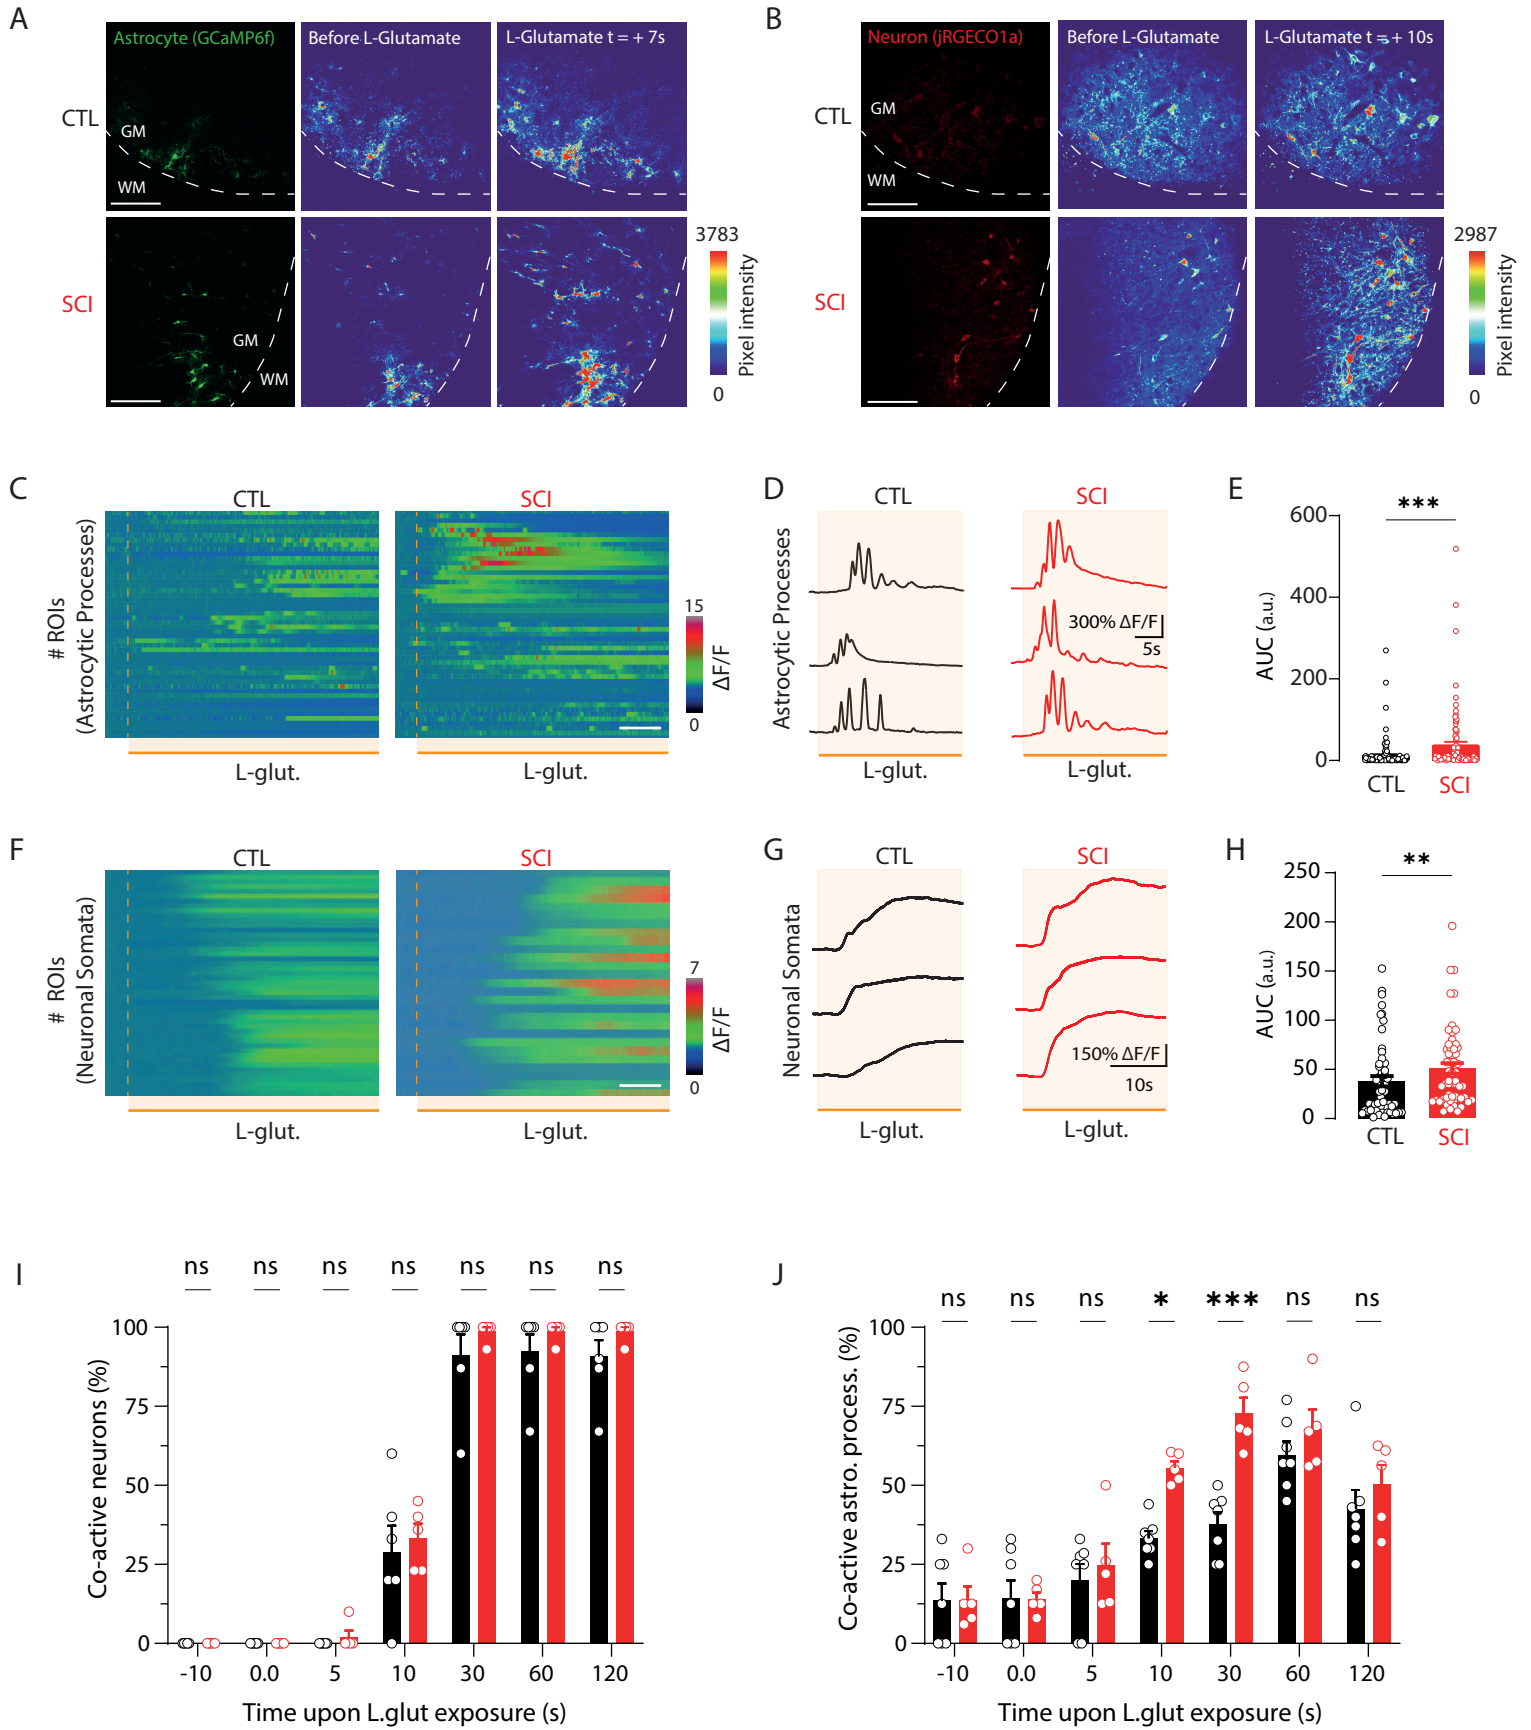 A
Astrocyte (GCaMP6f)
Before L-Glutamate
L-Glutamate t = + 7s
CTL
GM
WM
SCI
GM
WM
3783
Pixel intensity
0
B
Neuron (jRGECO1a)
Before L-Glutamate
L-Glutamate t = + 10s
CTL
GM
WM
SCI
2987
Pixel intensity
0
C
CTL
SCI
# ROIs
(Astrocytic Processes)
15
ΔF/F
0
L-glut.
L-glut.
D
CTL
SCI
Astrocytic Processes
300% ΔF/F
5s
L-glut.
L-glut.
E
***
600
400
200
0
AUC (a.u.)
CTL
SCI
F
CTL
SCI
# ROIs
(Neuronal Somata)
7
ΔF/F
0
L-glut.
L-glut.
G
CTL
SCI
Neuronal Somata
150% ΔF/F
10s
L-glut.
L-glut.
H
**
250
200
150
100
50
0
AUC (a.u.)
CTL
SCI
I
ns ns ns ns ns ns ns
100
75
50
25
0
Co-active neurons (%)
-10 0.0 5 10 30 60 120
Time upon L.glut exposure (s)
J
ns ns ns * *** ns ns
100
75
50
25
0
Co-active astro. process. (%)
-10 0.0 5 10 30 60 120
Time upon L.glut exposure (s)